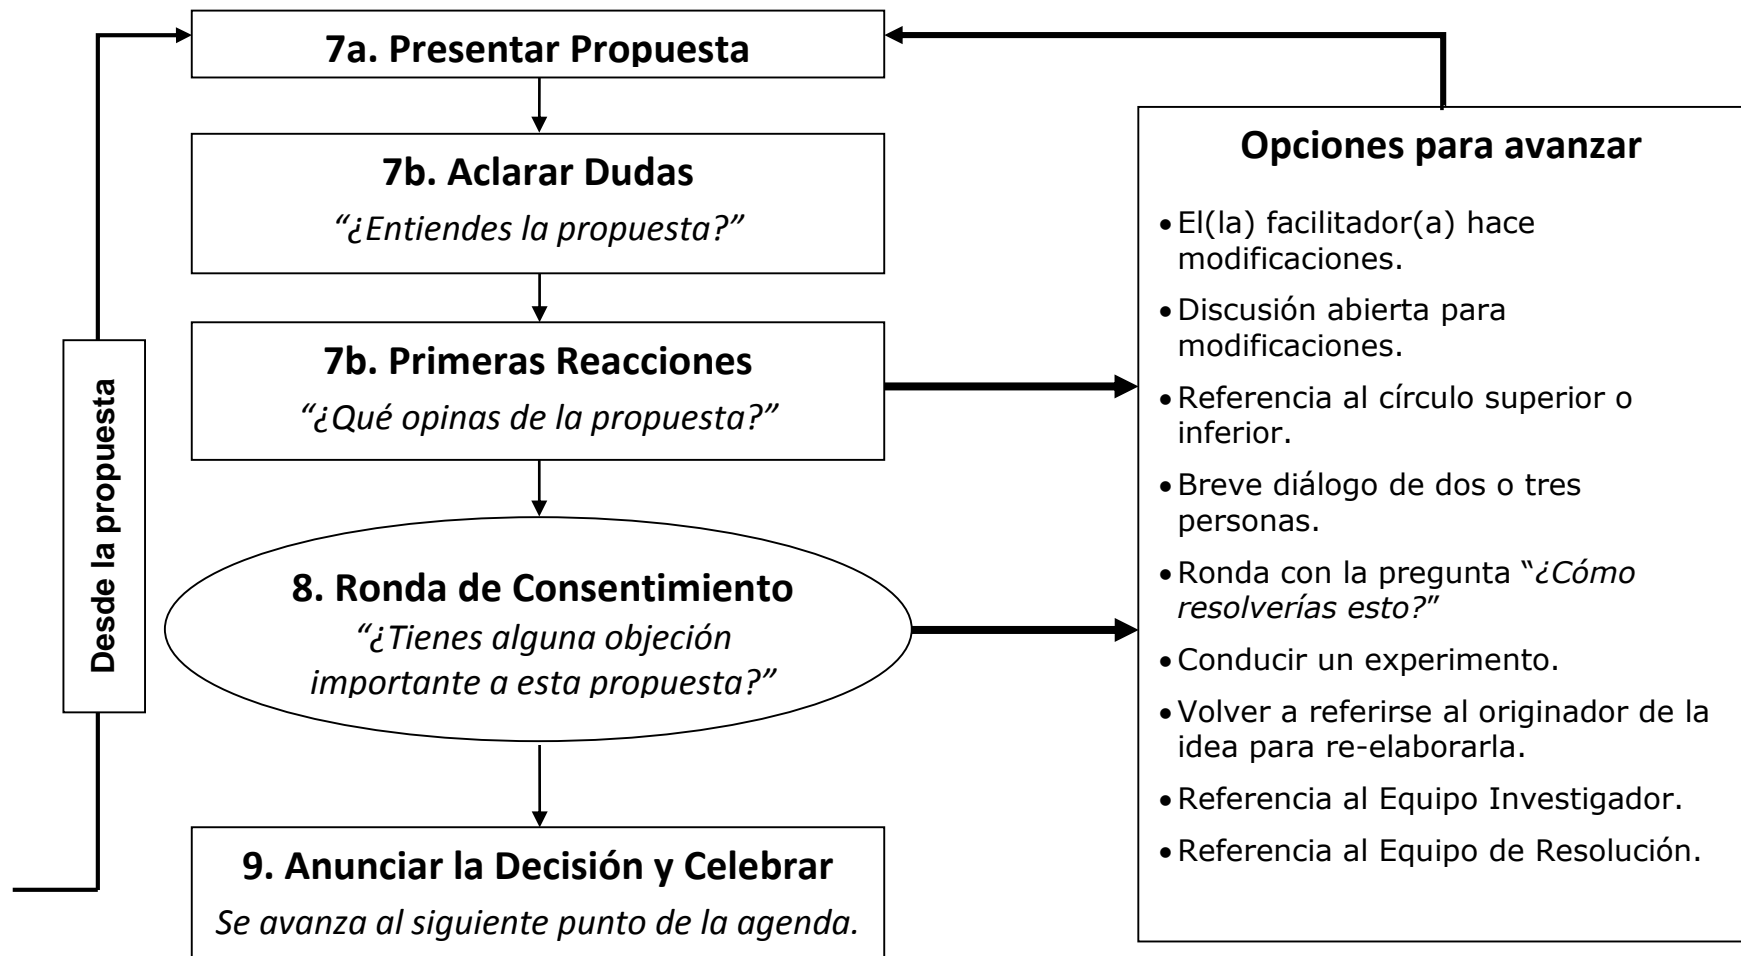 7a. Presentar Propuesta
7b. Aclarar Dudas
“¿Entiendes la propuesta?”
7b. Primeras Reacciones
“¿Qué opinas de la propuesta?”
Desde la propuesta
8. Ronda de Consentimiento
“¿Tienes alguna objeción
importante a esta propuesta?”
9. Anunciar la Decisión y Celebrar
Se avanza al siguiente punto de la agenda.
Opciones para avanzar
• El(la) facilitador(a) hace
modificaciones.
• Discusión abierta para
modificaciones.
• Referencia al círculo superior o
inferior.
• Breve diálogo de dos o tres
personas.
• Ronda con la pregunta “¿Cómo
resolverías esto?”
• Conducir un experimento.
• Volver a referirse al originador de la
idea para re-elaborarla.
• Referencia al Equipo Investigador.
• Referencia al Equipo de Resolución.